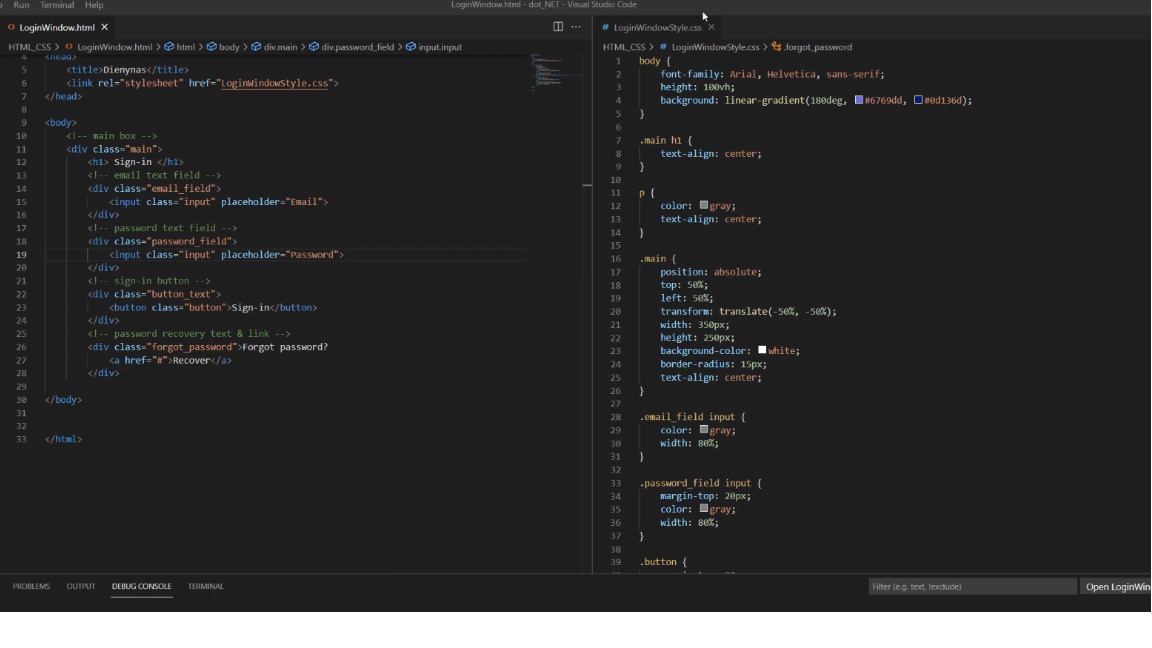 Run Terminal Help
LoginWindow.html - dot_NET - Visual Studio Code
LoginWindow.html
HTML_CSS > LoginWindow.html > html > body > div.main > div.password_field > input.input
4 <head>
5 <title>Dienynas</title>
6 <link rel="stylesheet" href="LoginWindowStyle.css">
7 </head>
8
9 <body>
10 <!-- main box -->
11 <div class="main">
12 <h1> Sign-in </h1>
13 <!-- email text field -->
14 <div class="email_field">
15 <input class="input" placeholder="Email">
16 </div>
17 <!-- password text field -->
18 <div class="password_field">
19 <input class="input" placeholder="Password">
20 </div>
21 <!-- sign-in button -->
22 <div class="button_text">
23 <button class="button">Sign-in</button>
24 </div>
25 <!-- password recovery text & link -->
26 <div class="forgot_password">Forgot password?
27 <a href="#">Recover</a>
28 </div>
29
30 </body>
31
32
33 </html>
LoginWindowStyle.css
HTML_CSS > LoginWindowStyle.css > .forgot_password
1 body {
2 font-family: Arial, Helvetica, sans-serif;
3 height: 100vh;
4 background: linear-gradient(180deg, #6769dd, #0d136d);
5 }
6
7 .main h1 {
8 text-align: center;
9 }
10
11 p {
12 color: gray;
13 text-align: center;
14 }
15
16 .main {
17 position: absolute;
18 top: 50%;
19 left: 50%;
20 transform: translate(-50%, -50%);
21 width: 350px;
22 height: 250px;
23 background-color: white;
24 border-radius: 15px;
25 text-align: center;
26 }
27
28 .email_field input {
29 color: gray;
30 width: 80%;
31 }
32
33 .password_field input {
34 margin-top: 20px;
35 color: gray;
36 width: 80%;
37 }
38
39 .button {
PROBLEMS OUTPUT DEBUG CONSOLE TERMINAL
Filter (e.g. text, !exclude)
Open LoginWin